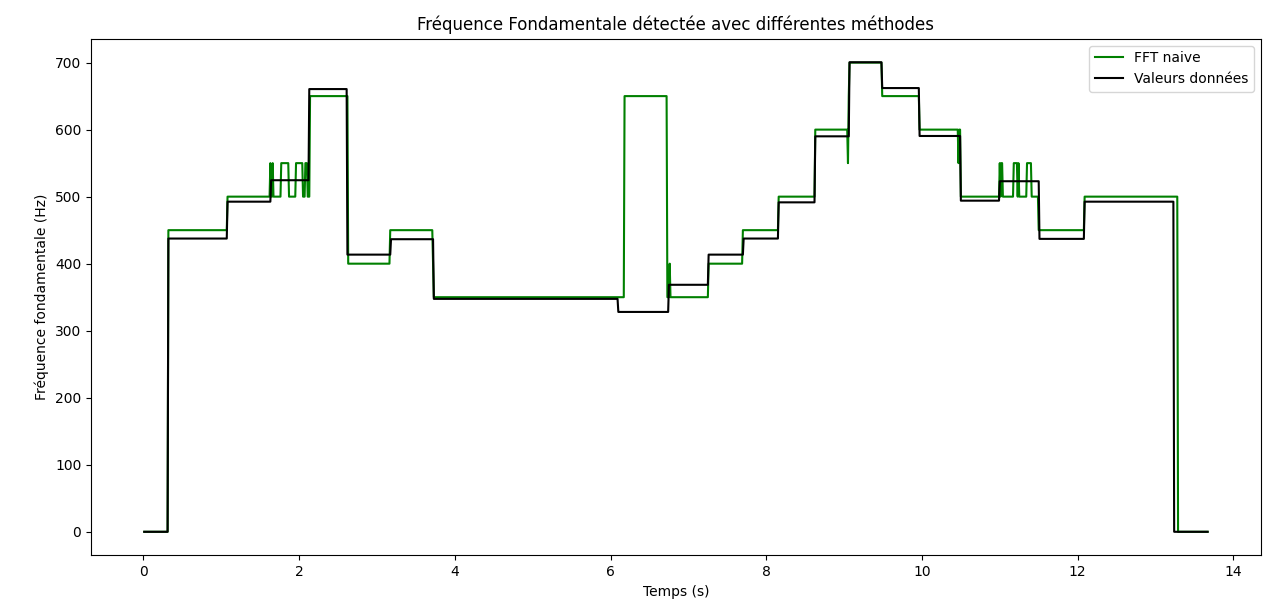 Fréquence Fondamentale détectée avec différentes méthodes
FFT naive
Valeurs données
Fréquence fondamentale (Hz)
700
600
500
400
300
200
100
0
0 2 4 6 8 10 12 14
Temps (s)